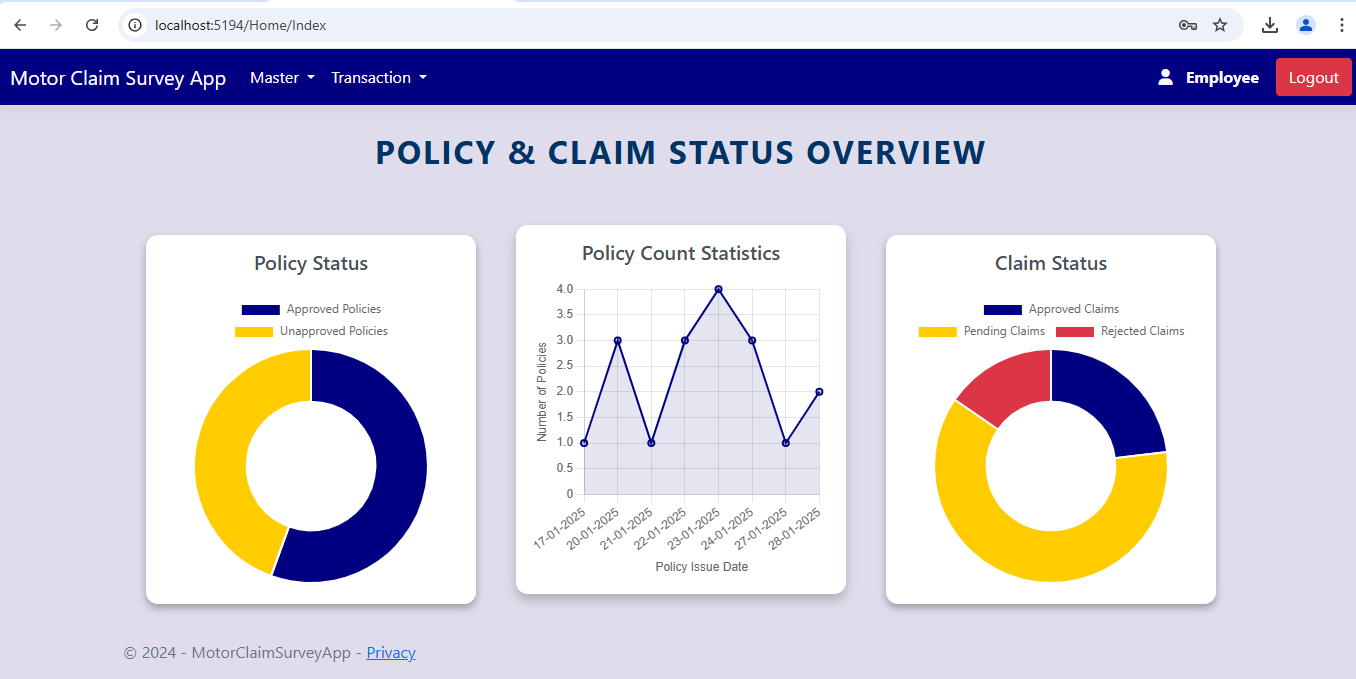 localhost:5194/Home/Index
Motor Claim Survey App Master Transaction Employee Logout
POLICY & CLAIM STATUS OVERVIEW
Policy Status
Approved Policies
Unapproved Policies
Policy Count Statistics
4.0
3.5
3.0
2.5
2.0
1.5
1.0
0.5
0
Number of Policies
17-01-2025
20-01-2025
21-01-2025
22-01-2025
23-01-2025
24-01-2025
27-01-2025
28-01-2025
Policy Issue Date
Claim Status
Approved Claims
Pending Claims Rejected Claims
© 2024 - MotorClaimSurveyApp - Privacy